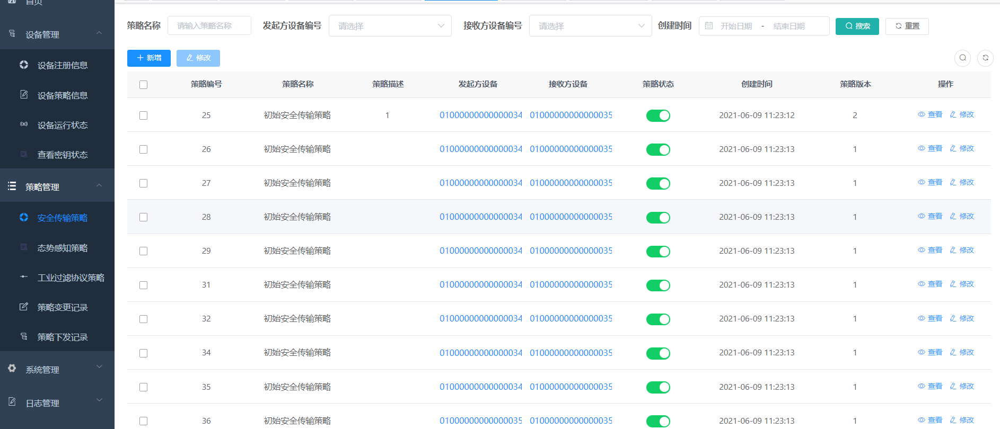 首页
设备管理
设备注册信息
设备策略信息
设备运行状态
查看密钥状态
策略管理
安全传输策略
态势感知策略
工业过滤协议策略
策略变更记录
策略下发记录
系统管理
日志管理
策略名称 请输入策略名称 发起方设备编号 请选择 接收方设备编号 请选择 创建时间 开始日期 - 结束日期 搜索 重置
新增 修改
策略编号 策略名称 策略描述 发起方设备 接收方设备 策略状态 创建时间 策略版本 操作
25 初始安全传输策略 1 01000000000000034 01000000000000035 2021-06-09 11:23:12 2 查看 修改
26 初始安全传输策略 01000000000000034 01000000000000035 2021-06-09 11:23:13 1 查看 修改
27 初始安全传输策略 01000000000000034 01000000000000035 2021-06-09 11:23:13 1 查看 修改
28 初始安全传输策略 01000000000000034 01000000000000035 2021-06-09 11:23:13 1 查看 修改
29 初始安全传输策略 01000000000000034 01000000000000035 2021-06-09 11:23:13 1 查看 修改
31 初始安全传输策略 01000000000000034 01000000000000035 2021-06-09 11:23:13 1 查看 修改
32 初始安全传输策略 01000000000000034 01000000000000035 2021-06-09 11:23:13 1 查看 修改
34 初始安全传输策略 01000000000000034 01000000000000035 2021-06-09 11:23:13 1 查看 修改
35 初始安全传输策略 01000000000000034 01000000000000035 2021-06-09 11:23:13 1 查看 修改
36 初始安全传输策略 01000000000000035 01000000000000035 2021-06-09 11:23:13 1 查看 修改